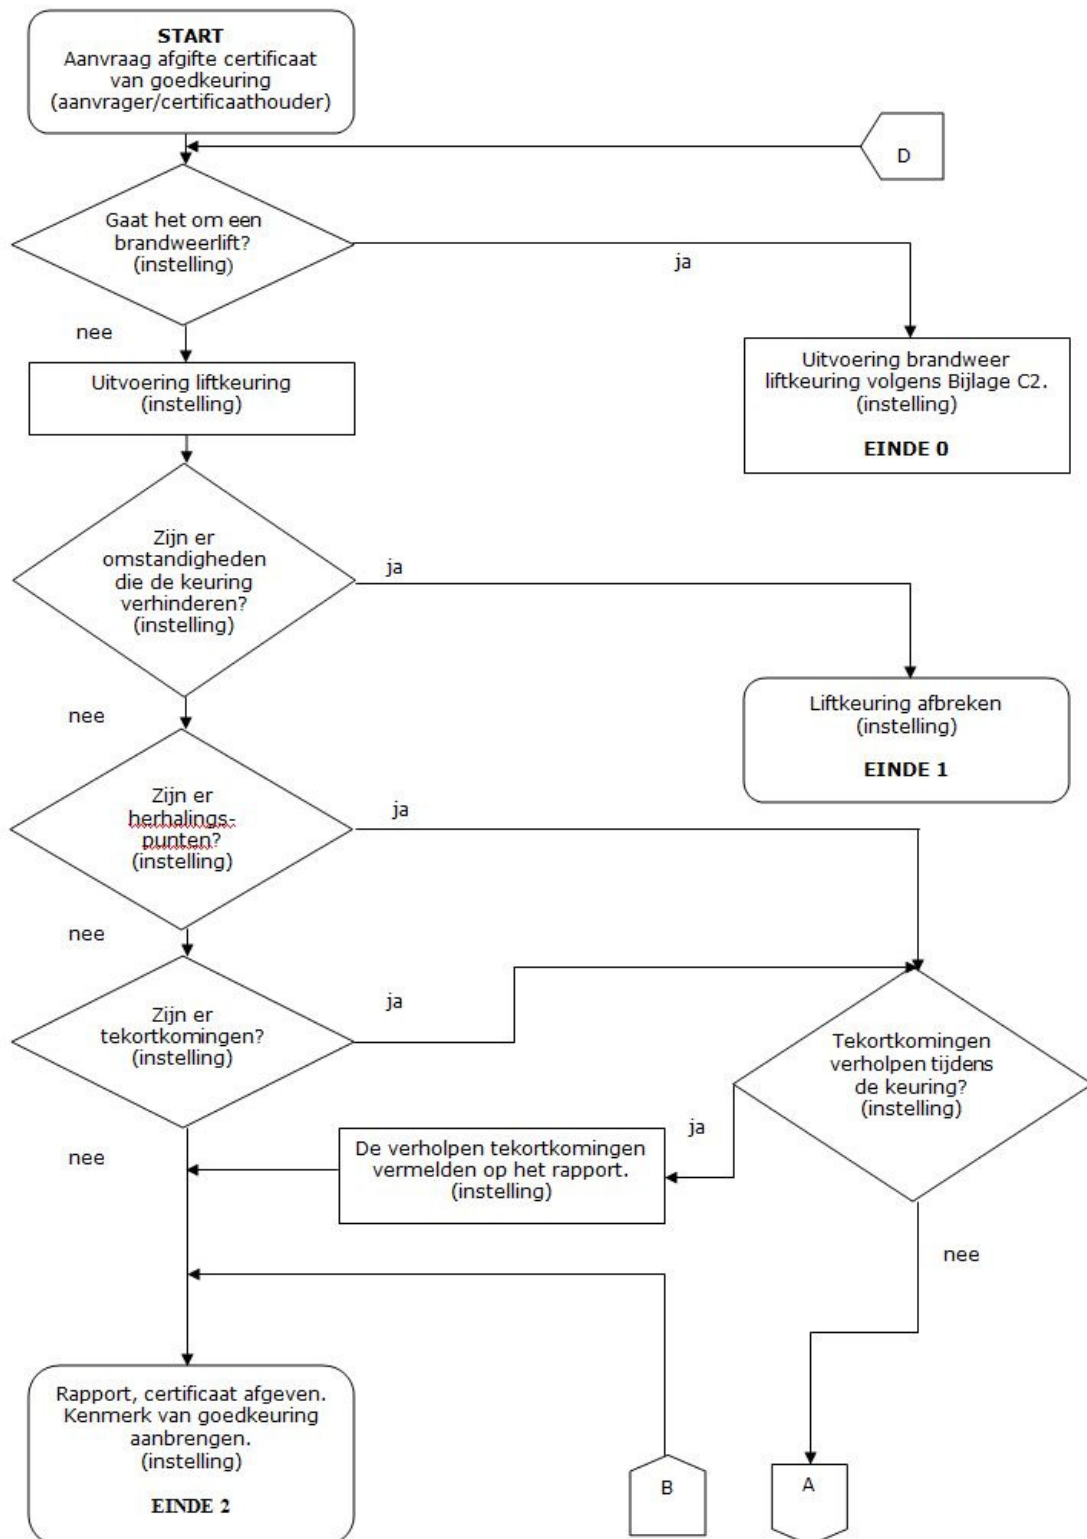 START
Aanvraag afgifte certificaat
van goedkeuring
(aanvrager/certificaathouder)
D
Gaat het om een
brandweerlift?
(instelling)
ja
nee
Uitvoering liftkeuring
(instelling)
Uitvoering brandweer
liftkeuring volgens Bijlage C2.
(instelling)
EINDE 0
Zijn er
omstandigheden
die de keuring
verhinderen?
(instelling)
ja
nee
Liftkeuring afbreken
(instelling)
EINDE 1
Zijn er
herhalings-
punten?
(instelling)
ja
nee
Zijn er
tekortkomingen?
(instelling)
ja
Tekortkomingen
verholpen tijdens
de keuring?
(instelling)
ja
nee
De verholpen tekortkomingen
vermelden op het rapport.
(instelling)
nee
Rapport, certificaat afgeven.
Kenmerk van goedkeuring
aanbrengen.
(instelling)
EINDE 2
B
A